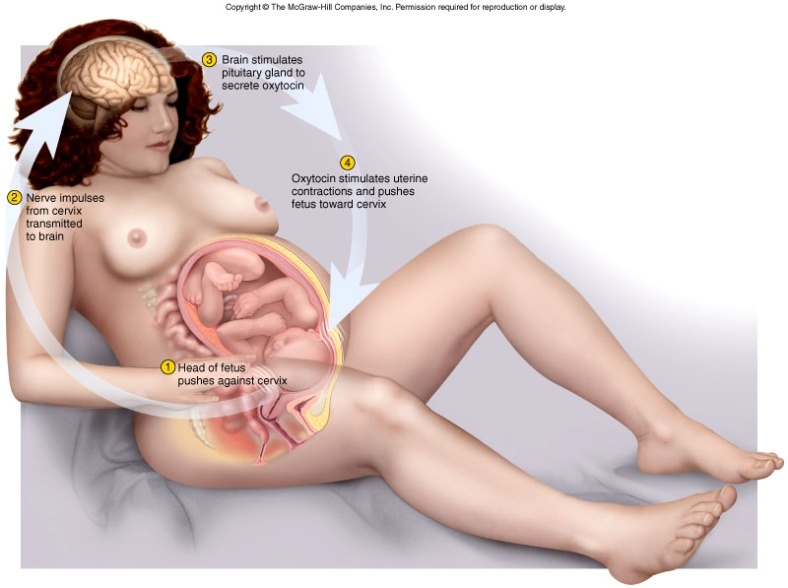 Copyright © The McGraw-Hill Companies, Inc. Permission required for reproduction or display.
3 Brain stimulates
pituitary gland to
secrete oxytocin
4
Oxytocin stimulates uterine
contractions and pushes
fetus toward cervix
2 Nerve impulses
from cervix
transmitted
to brain
1 Head of fetus
pushes against cervix